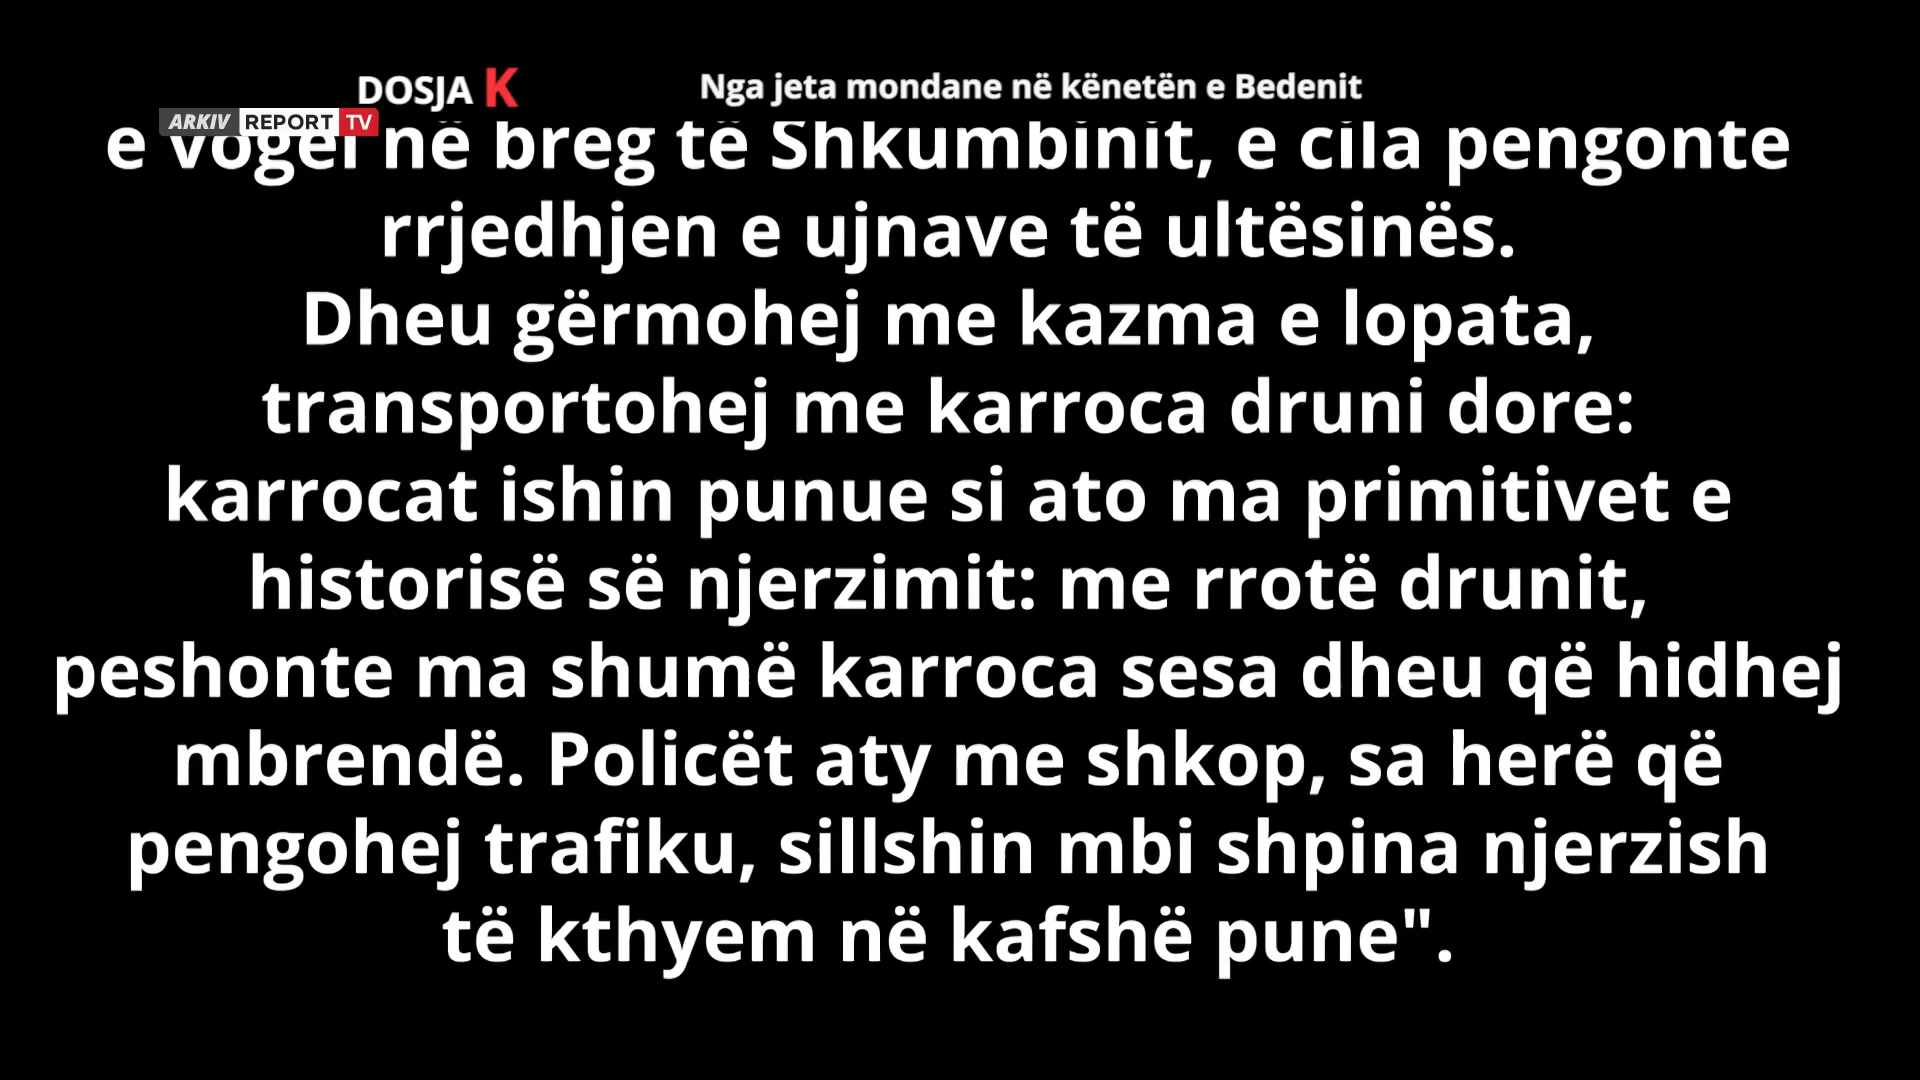 DOSJA K
Nga jeta mondane në kënetën e Bedenit
ARKIV REPORT TV
e vogël në breg të Shkumbinit, e cila pengonte
rrjedhjen e ujnave të ultësinës.
Dheu gërmohej me kazma e lopata,
transportohej me karroca druni dore:
karrocat ishin punue si ato ma primitivet e
historisë së njerzimit: me rrotë drunit,
peshonte ma shumë karroca sesa dheu që hidhej
mbrendë. Policët aty me shkop, sa herë që
pengohej trafiku, sillshin mbi shpina njerzish
të kthyem në kafshë pune".